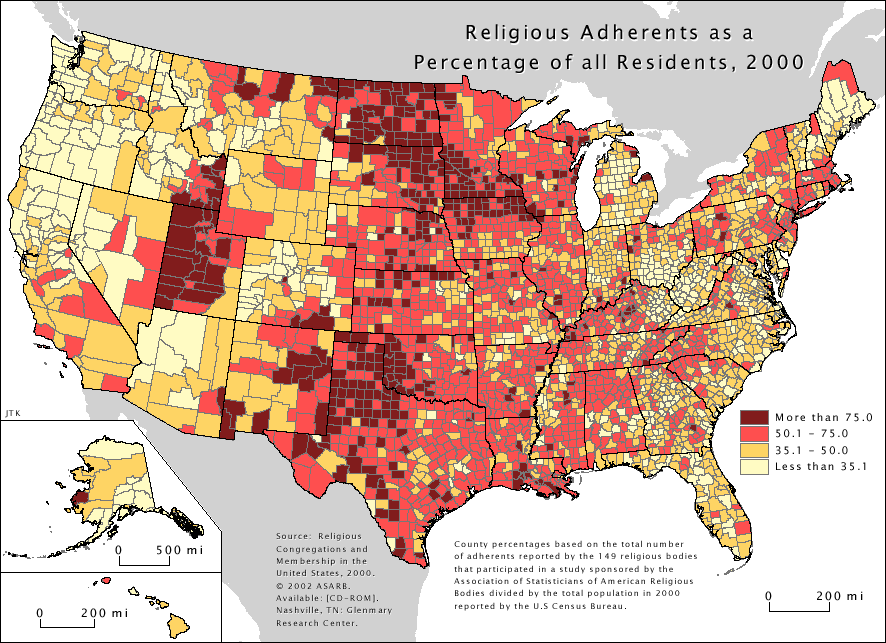 Religious Adherents as a
Percentage of all Residents, 2000
JTK
More than 75.0
50.1 - 75.0
35.1 - 50.0
Less than 35.1
0 500 mi
0 200 mi
Source: Religious
Congregations and
Membership in the
United States, 2000.
© 2002 ASARB.
Available: [CD-ROM].
Nashville, TN: Glenmary
Research Center.
County percentages based on the total number
of adherents reported by the 149 religious bodies
that participated in a study sponsored by the
Association of Statisticians of American Religious
Bodies divided by the total population in 2000
reported by the U.S Census Bureau.
0 200 mi